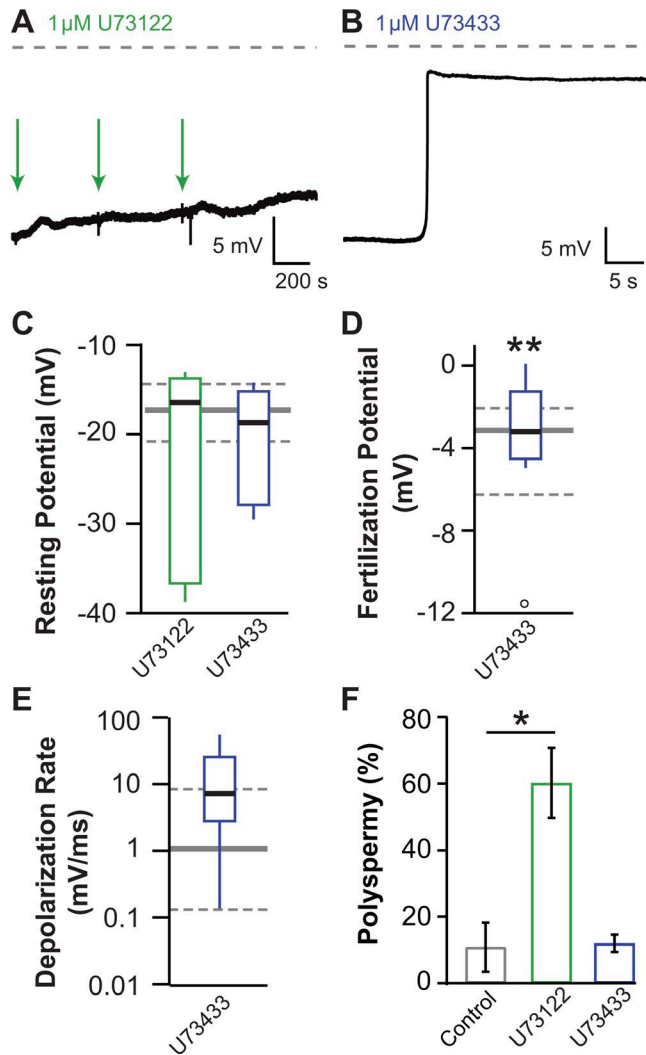 A 1µM U73122
5 mV
200 s
B 1µM U73433
5 mV
5 s
C
Resting Potential (mV)
-10
-20
-30
-40
U73122
U73433
D
Fertilization Potential
(mV)
**
0
-4
-8
-12
U73433
E
Depolarization Rate
(mV/ms)
100
10
1
0.1
0.01
U73433
F
Polyspermy (%)
*
80
60
40
20
0
Control
U73122
U73433